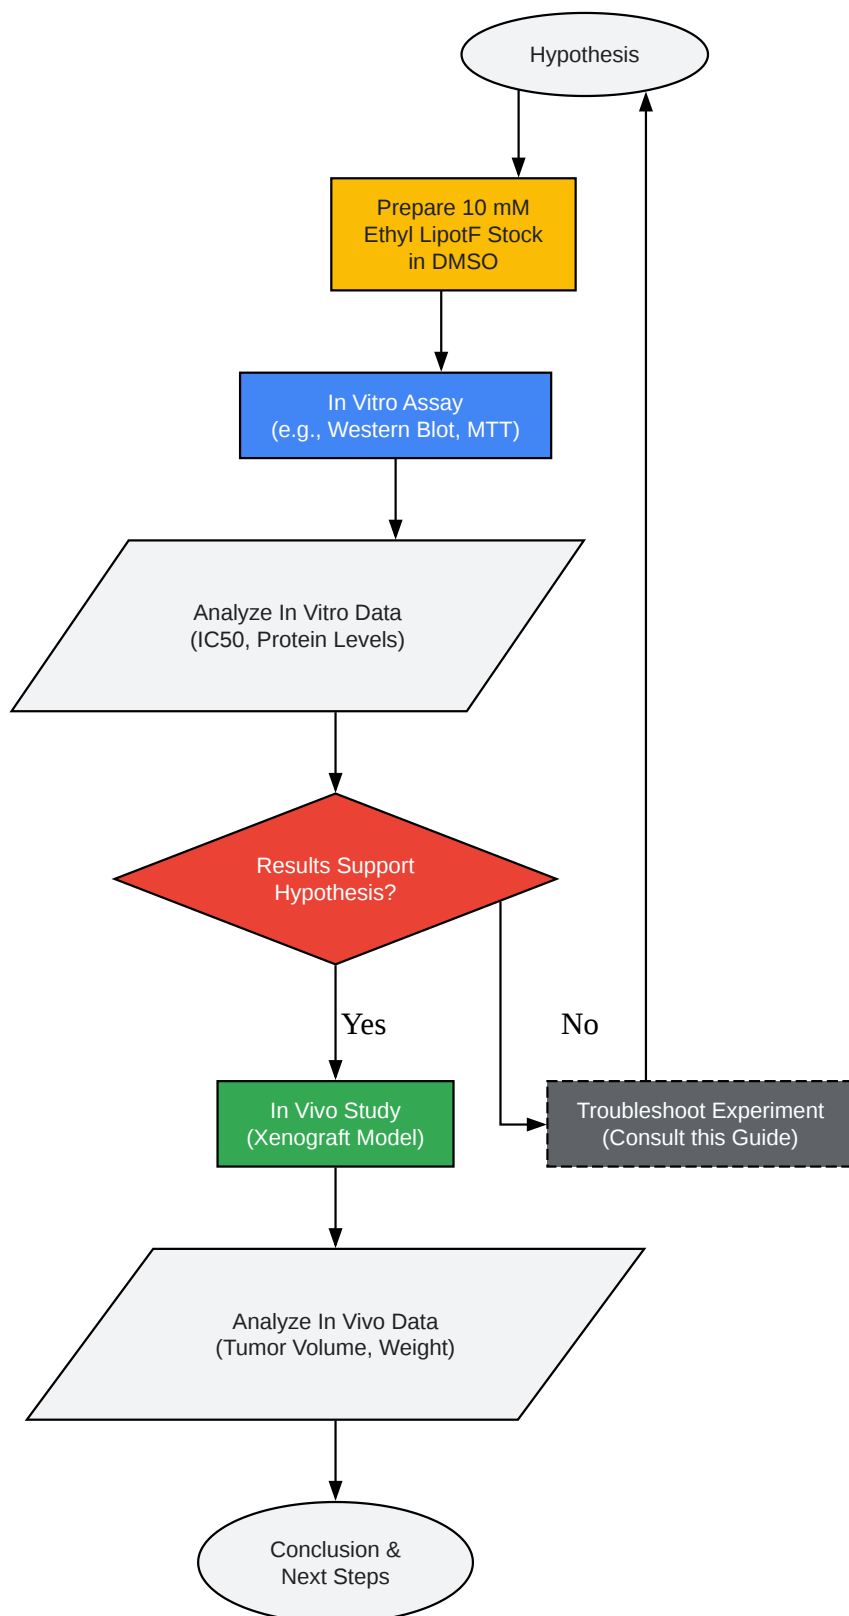 Hypothesis
Prepare 10 mM
Ethyl LipotF Stock
in DMSO
In Vitro Assay
(e.g., Western Blot, MTT)
Analyze In Vitro Data
(IC50, Protein Levels)
Results Support
Hypothesis?
Yes
No
In Vivo Study
(Xenograft Model)
Troubleshoot Experiment
(Consult this Guide)
Analyze In Vivo Data
(Tumor Volume, Weight)
Conclusion &
Next Steps